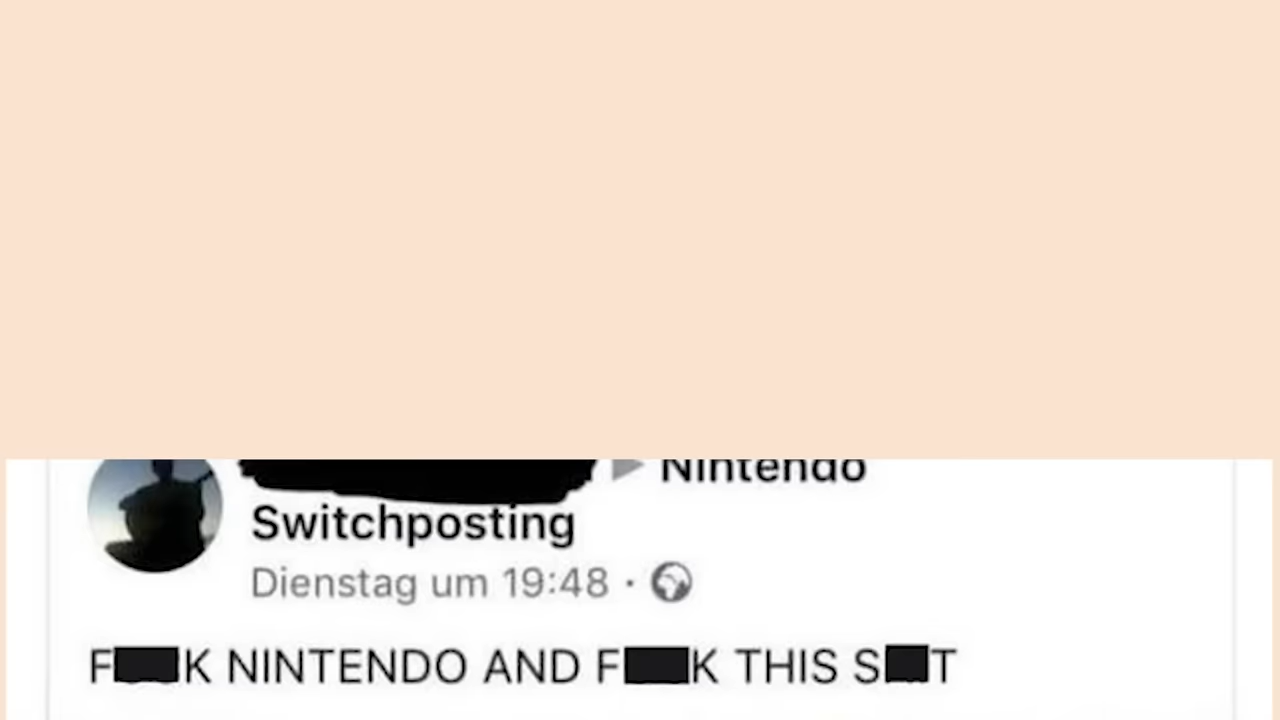 Nintendo
Switchposting
Dienstag um 19:48 ·
F██K NINTENDO AND F██K THIS S█T